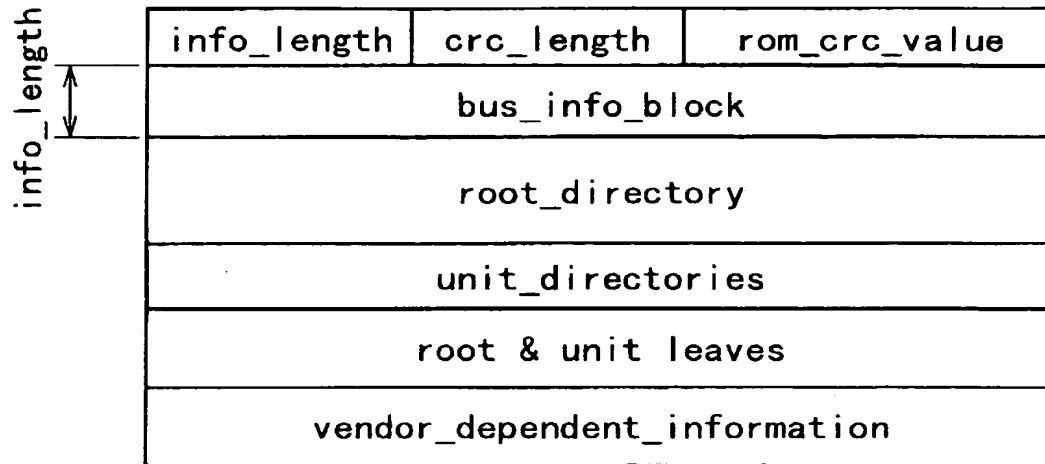 info_length crc_length rom_crc_value
info_length
bus_info_block
root_directory
unit_directories
root & unit leaves
vendor_dependent_information